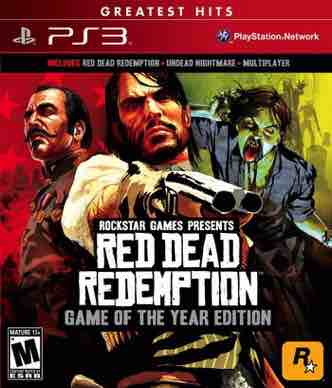 GREATEST HITS
PS3
PlayStation®Network
INCLUDES RED DEAD REDEMPTION • UNDEAD NIGHTMARE • MULTIPLAYER
ROCKSTAR GAMES PRESENTS
RED DEAD
REDEMPTION
GAME OF THE YEAR EDITION
MATURE 17+
M
ESRB
R